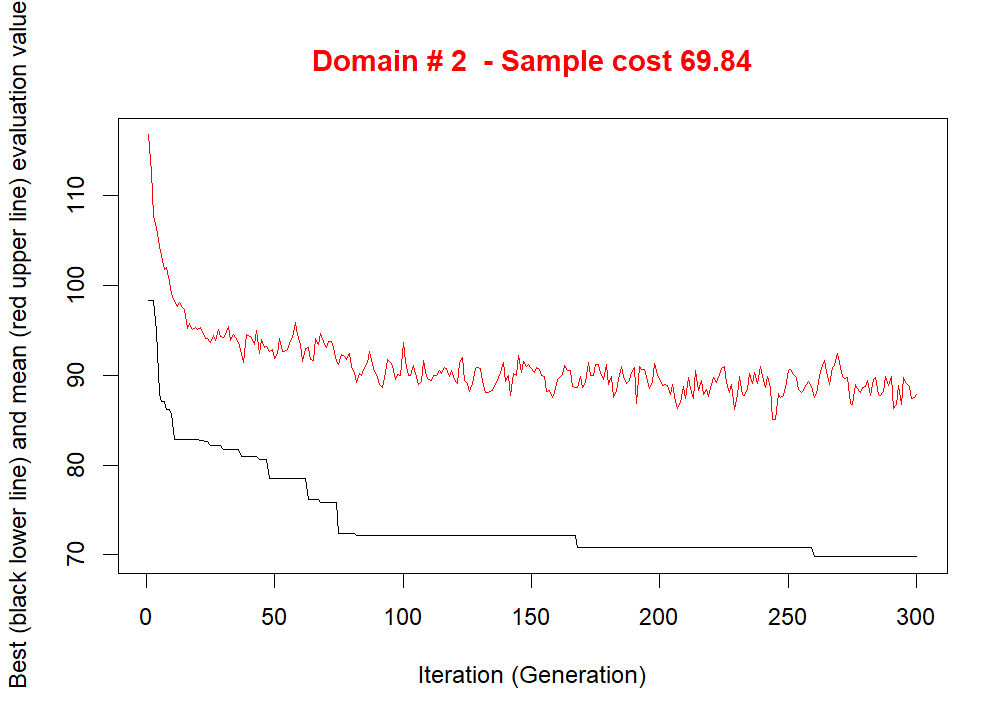 Domain # 2  - Sample cost 69.84
Best (black lower line) and mean (red upper line) evaluation value
110
100
90
80
70
0 50 100 150 200 250 300
Iteration (Generation)